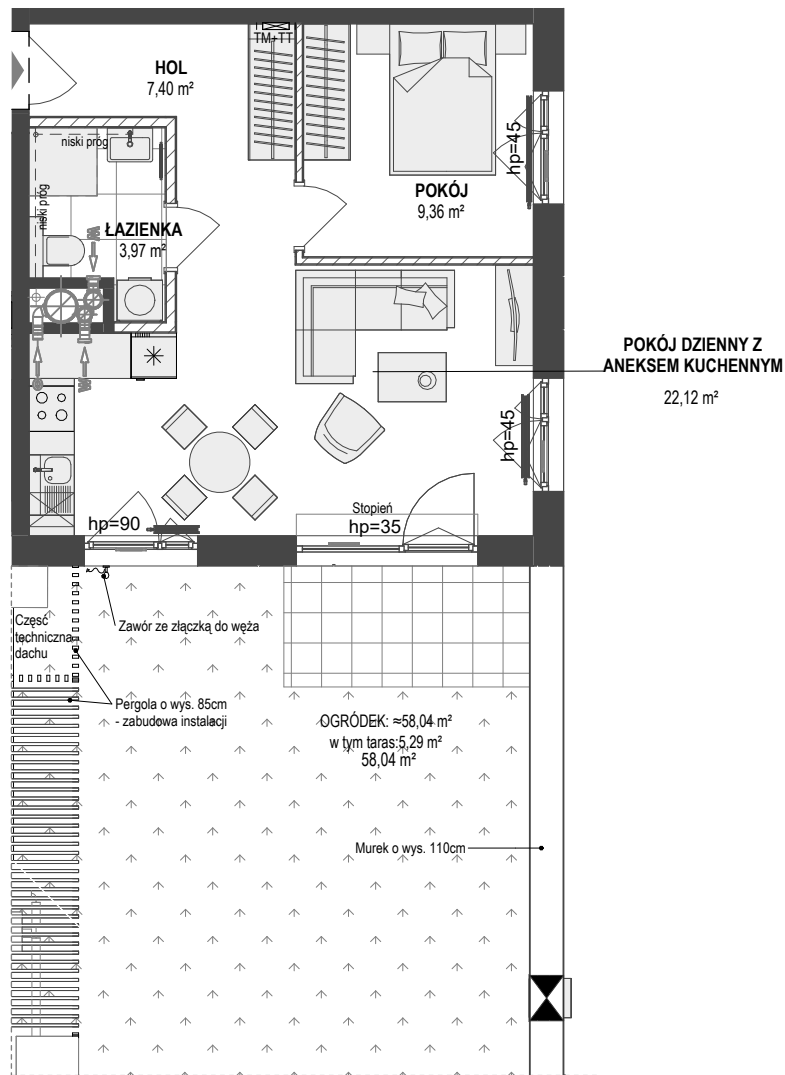 TM+TT
HOL
7,40 m²
hp=45
niski próg
niski próg
POKÓJ
9,36 m²
ŁAZIENKA
3,97 m²
W
POKÓJ DZIENNY Z
ANEKSEM KUCHENNYM
22,12 m²
W
hp=45
Stopień
hp=90
hp=35
Część
techniczna
dachu
Zawór ze złączką do węża
Pergola o wys. 85cm
- zabudowa instalacji
OGRÓDEK: ≈58,04 m²
w tym taras:5,29 m²
58,04 m²
Murek o wys. 110cm